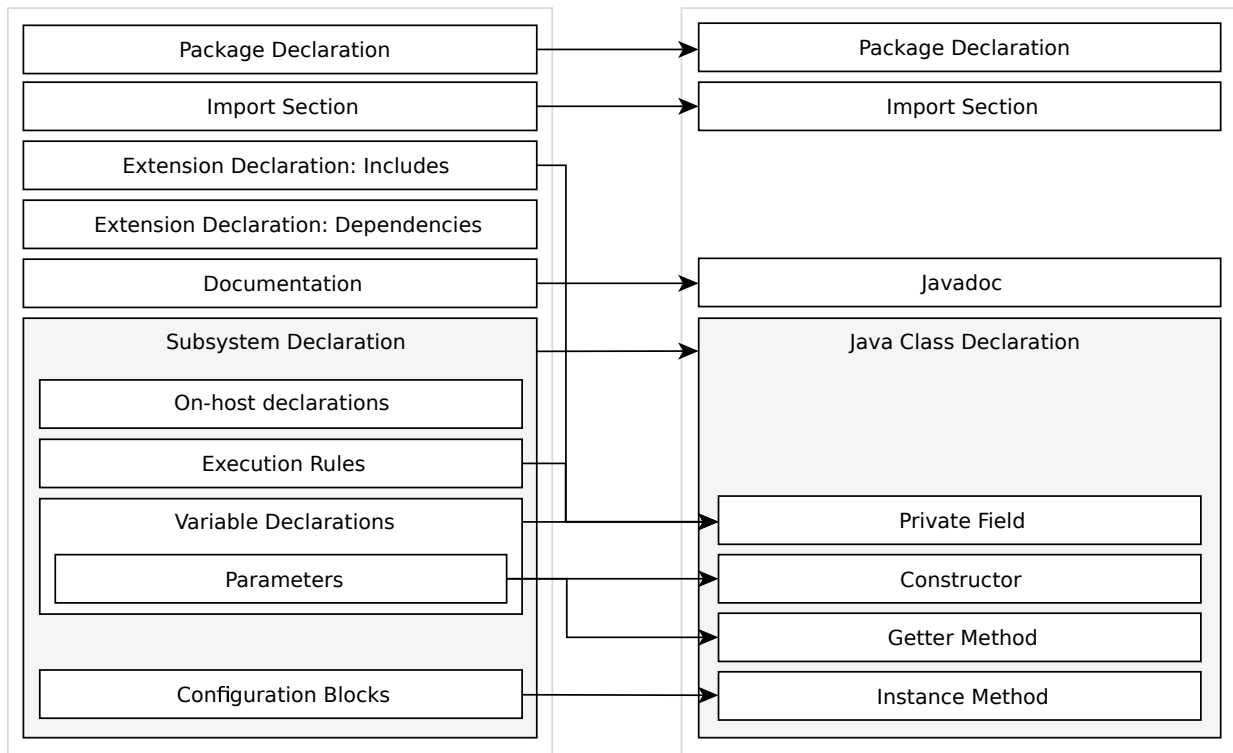 Package Declaration
Import Section
Extension Declaration: Includes
Extension Declaration: Dependencies
Documentation
Subsystem Declaration
On-host declarations
Execution Rules
Variable Declarations
Parameters
Configuration Blocks
Package Declaration
Import Section
Javadoc
Java Class Declaration
Private Field
Constructor
Getter Method
Instance Method